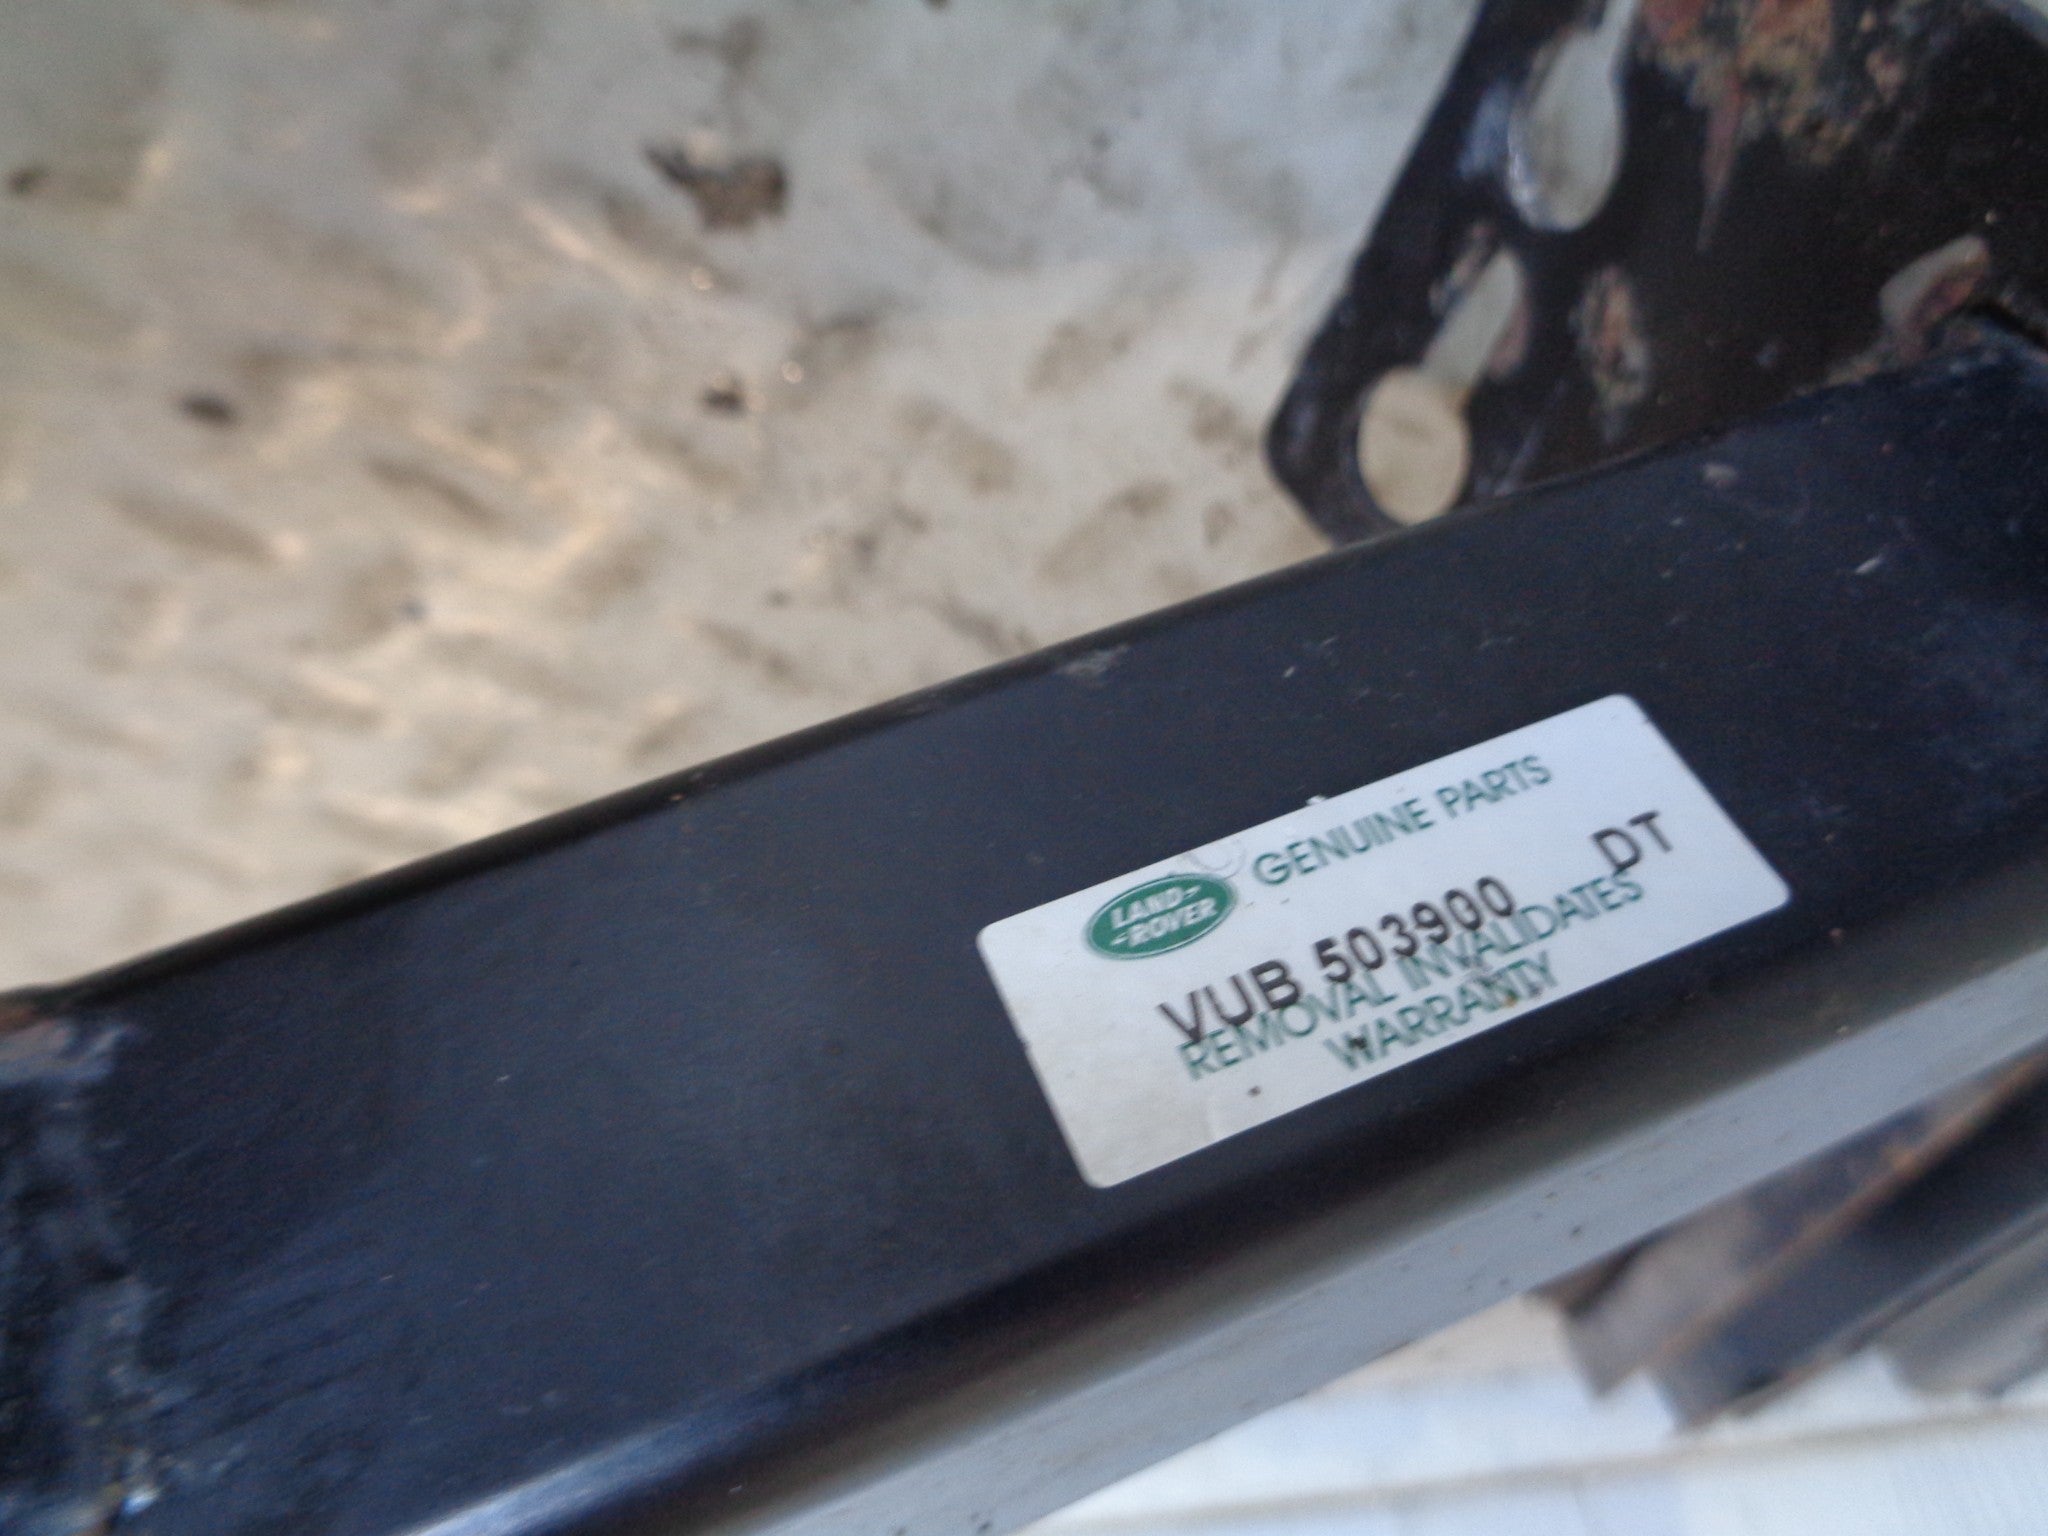 LAND-
-ROVER
GENUINE PARTS
VUB 503900 DT
REMOVAL INVALIDATES
WARRANTY